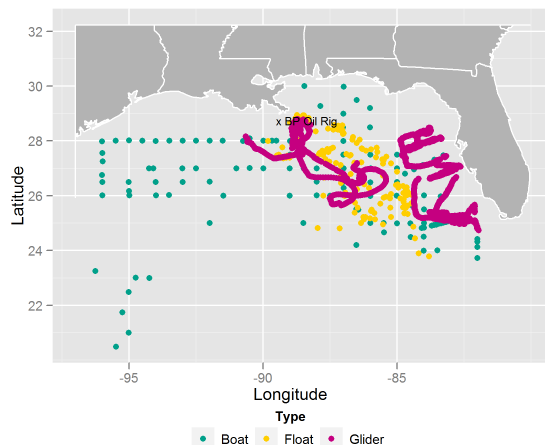 32
30
x BP Oil Rig
28
26
24
22
Latitude
-95
-90
-85
Longitude
Type
Boat Float Glider